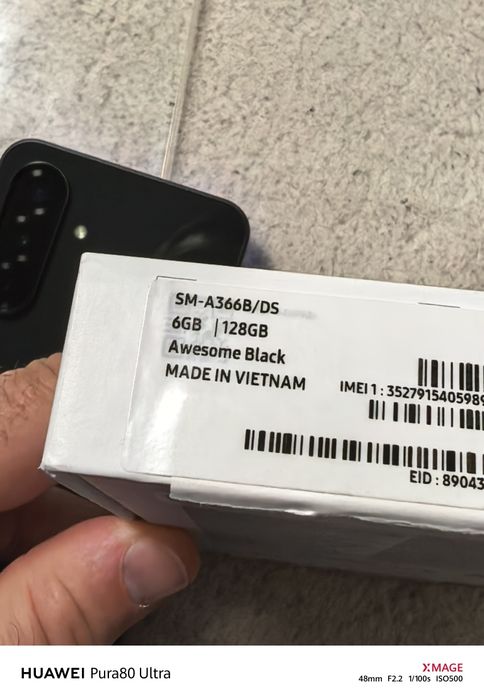 SM-A366B/DS
6GB | 128GB
Awesome Black
MADE IN VIETNAM
IMEI 1 : 352791540598
EID : 89043
HUAWEI Pura80 Ultra
XMAGE
48mm F2.2 1/100s ISO500